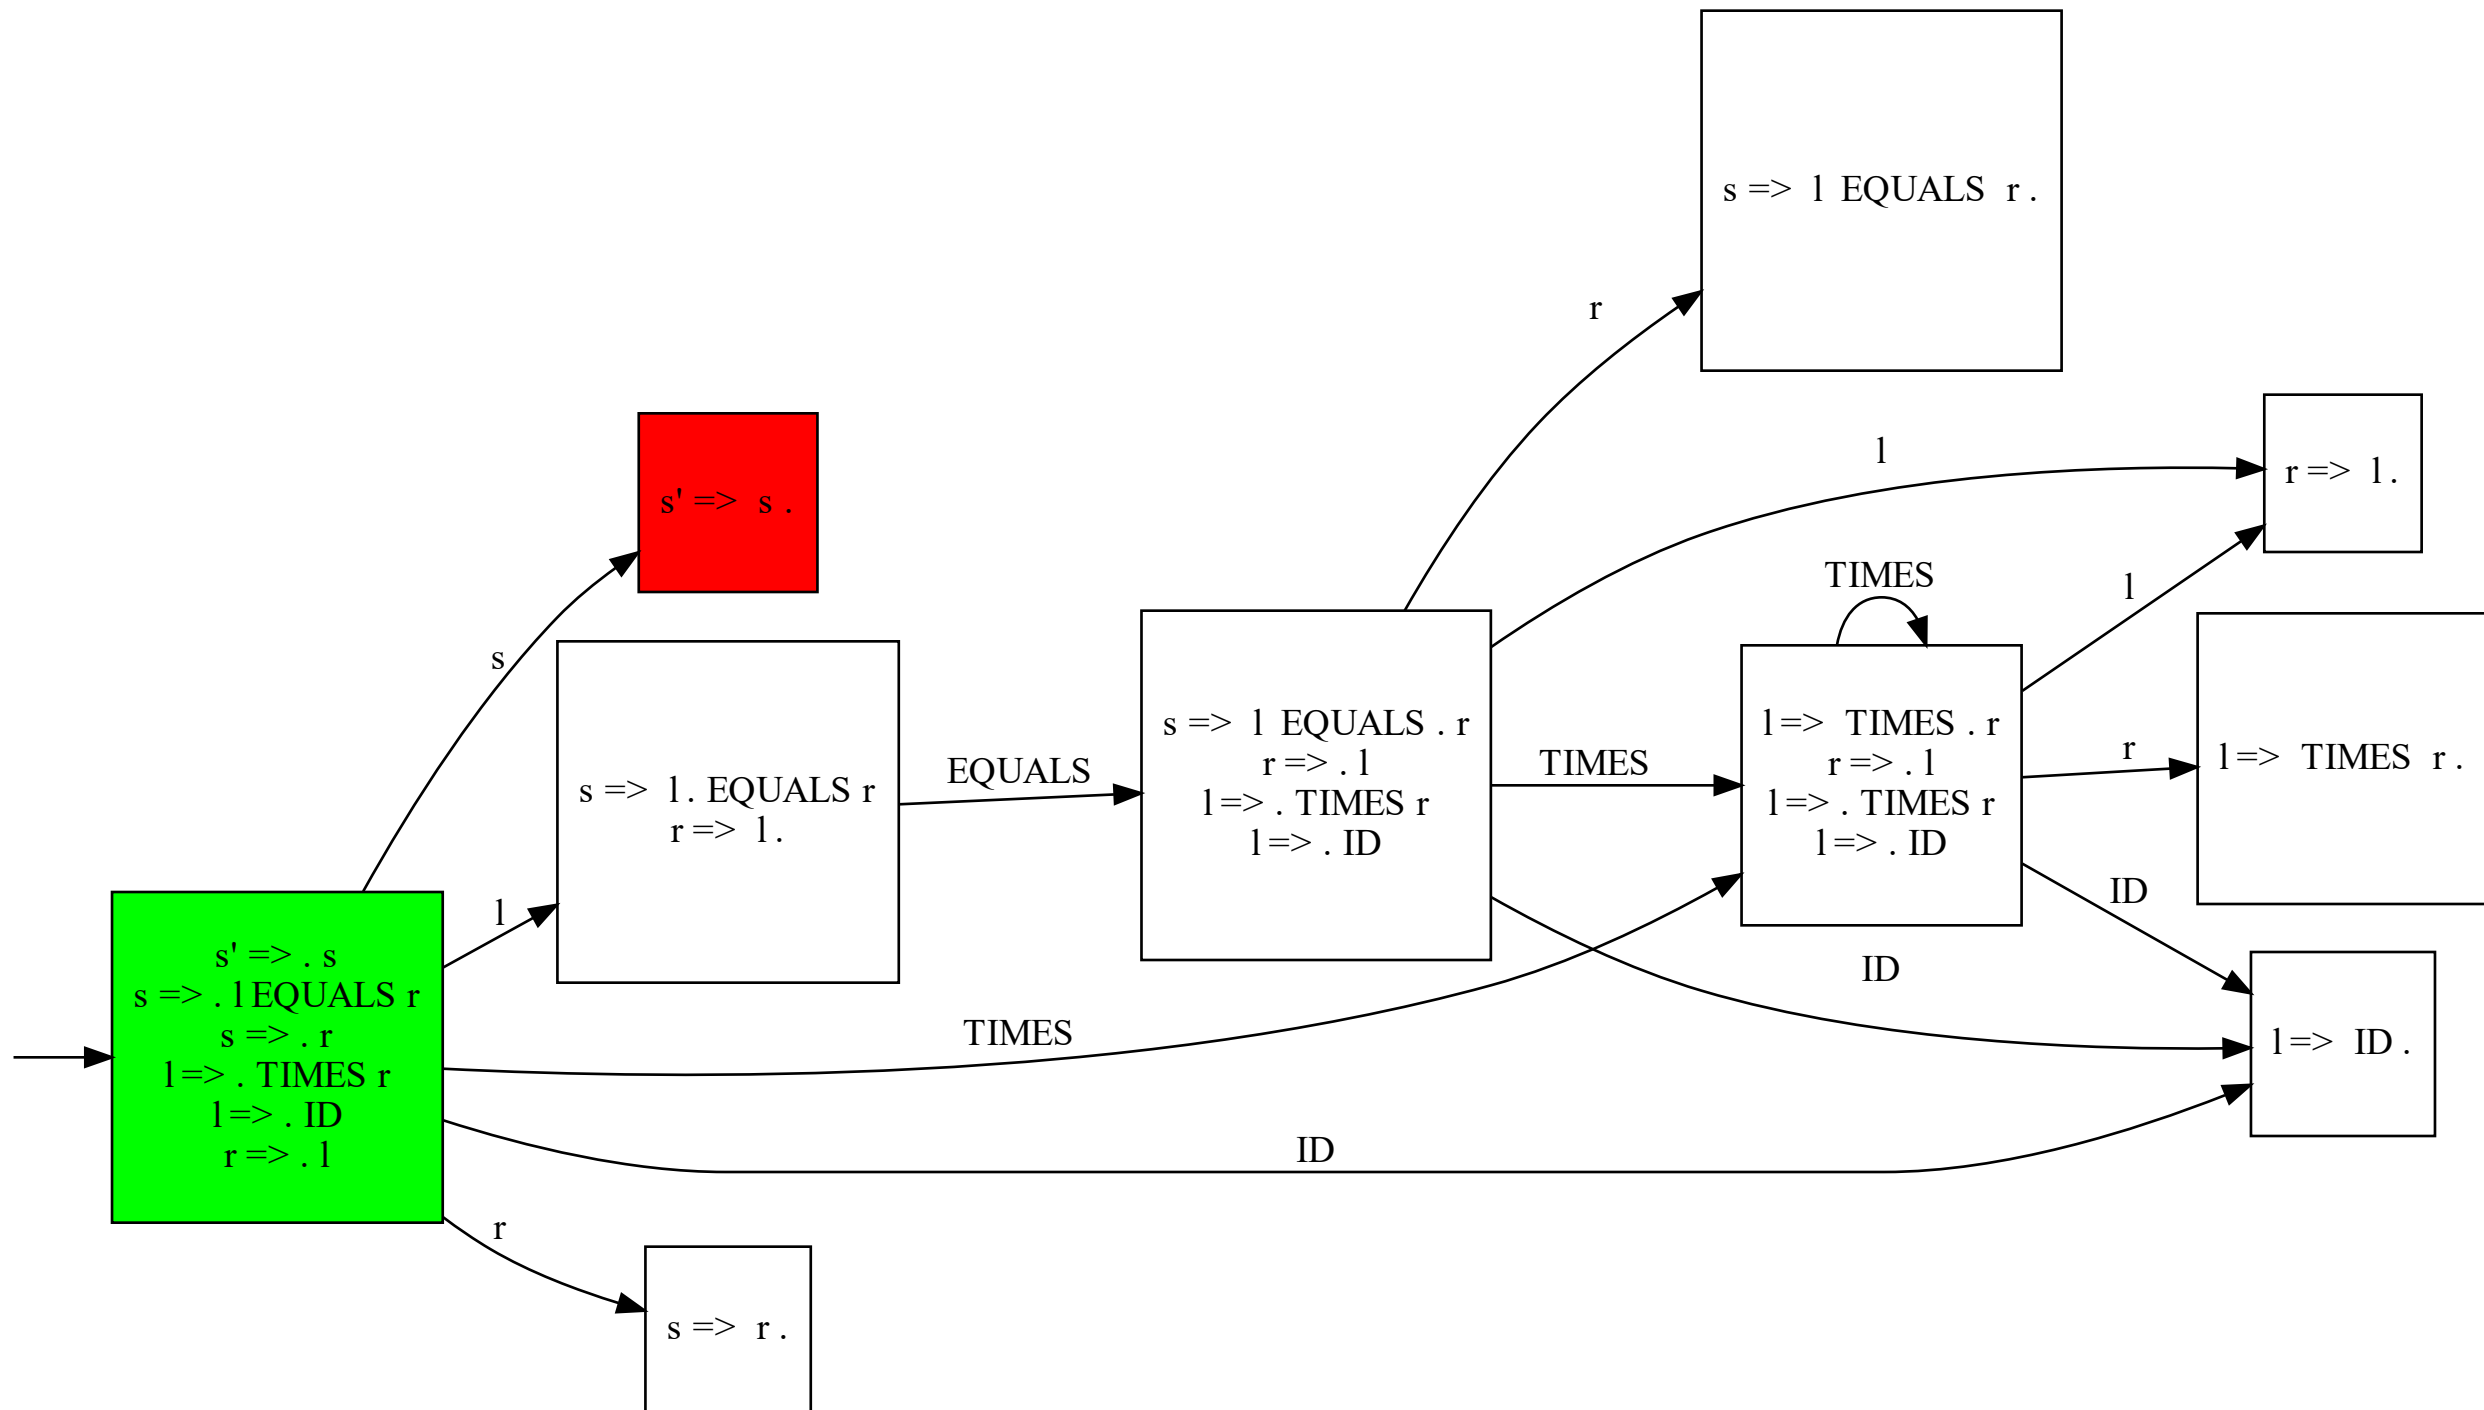 s => l EQUALS r .
r
l
r => l .
s' => s .
TIMES
l
s
s => l . EQUALS r
r => l .
EQUALS
s => l EQUALS . r
r => . l
l => . TIMES r
l => . ID
TIMES
l => TIMES . r
r => . l
l => . TIMES r
l => . ID
r
l => TIMES r .
ID
l
ID
s' => . s
s => . l EQUALS r
s => . r
l => . TIMES r
l => . ID
r => . l
TIMES
l => ID .
ID
r
s => r .